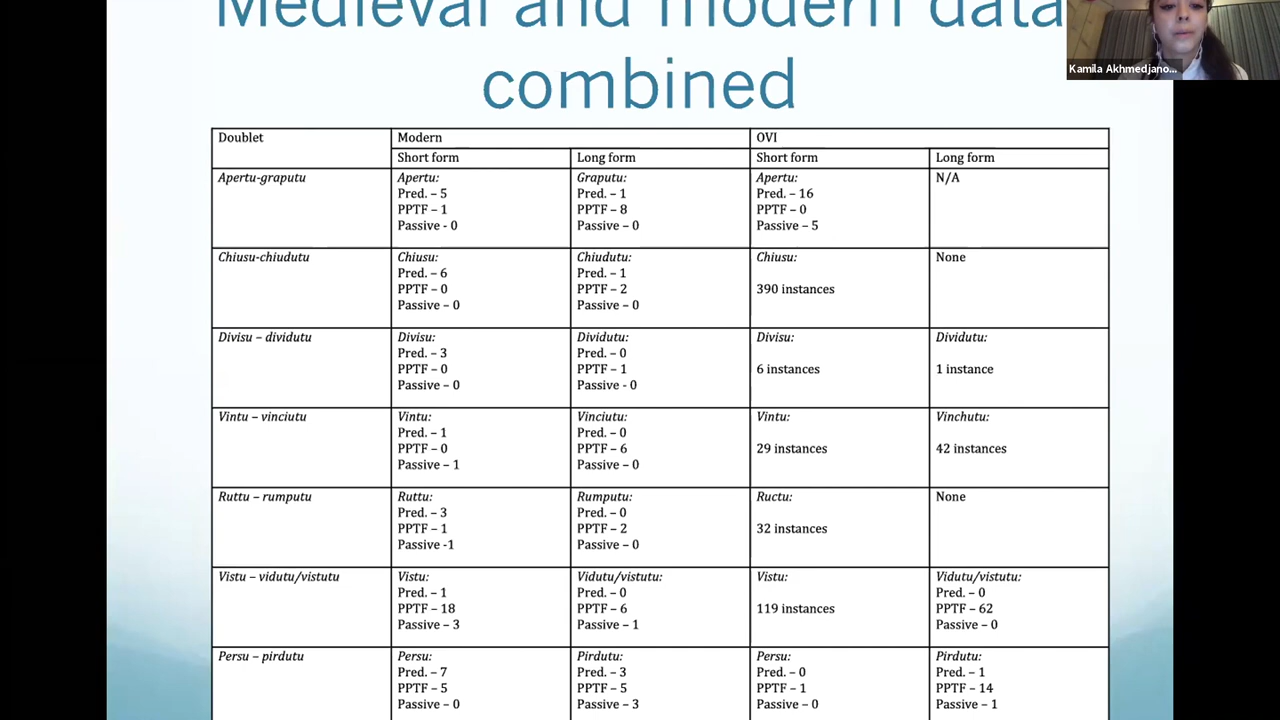 Medieval and modern data
combined
Kamila Akhmedjano...
Doublet Modern OVI
Short form Long form Short form Long form
Apertu-graputu Apertu: Graputu: Apertu: N/A
Pred. – 5 Pred. – 1 Pred. – 16
PPTF – 1 PPTF – 8 PPTF – 0
Passive - 0 Passive – 0 Passive – 5
Chiusu-chiudutu Chiusu: Chiudutu: Chiusu: None
Pred. – 6 Pred. – 1
PPTF – 0 PPTF – 2 390 instances
Passive – 0 Passive – 0
Divisu – dividutu Divisu: Dividutu: Divisu: Dividutu:
Pred. – 3 Pred. – 0
PPTF – 0 PPTF – 1 6 instances 1 instance
Passive – 0 Passive - 0
Vintu – vinciutu Vintu: Vinciutu: Vintu: Vinchutu:
Pred. – 1 Pred. – 0
PPTF – 0 PPTF – 6 29 instances 42 instances
Passive – 1 Passive – 0
Ruttu – rumputu Ruttu: Rumputu: Ructu: None
Pred. – 3 Pred. – 0
PPTF – 1 PPTF – 2 32 instances
Passive -1 Passive – 0
Vistu – vidutu/vistutu Vistu: Vidutu/vistutu: Vistu: Vidutu/vistutu:
Pred. – 1 Pred. – 0 Pred. – 0
PPTF – 18 PPTF – 6 119 instances PPTF – 62
Passive – 3 Passive – 1 Passive – 0
Persu – pirdutu Persu: Pirdutu: Persu: Pirdutu:
Pred. – 7 Pred. – 3 Pred. – 0 Pred. – 1
PPTF – 5 PPTF – 5 PPTF – 1 PPTF – 14
Passive – 0 Passive – 3 Passive – 0 Passive – 1